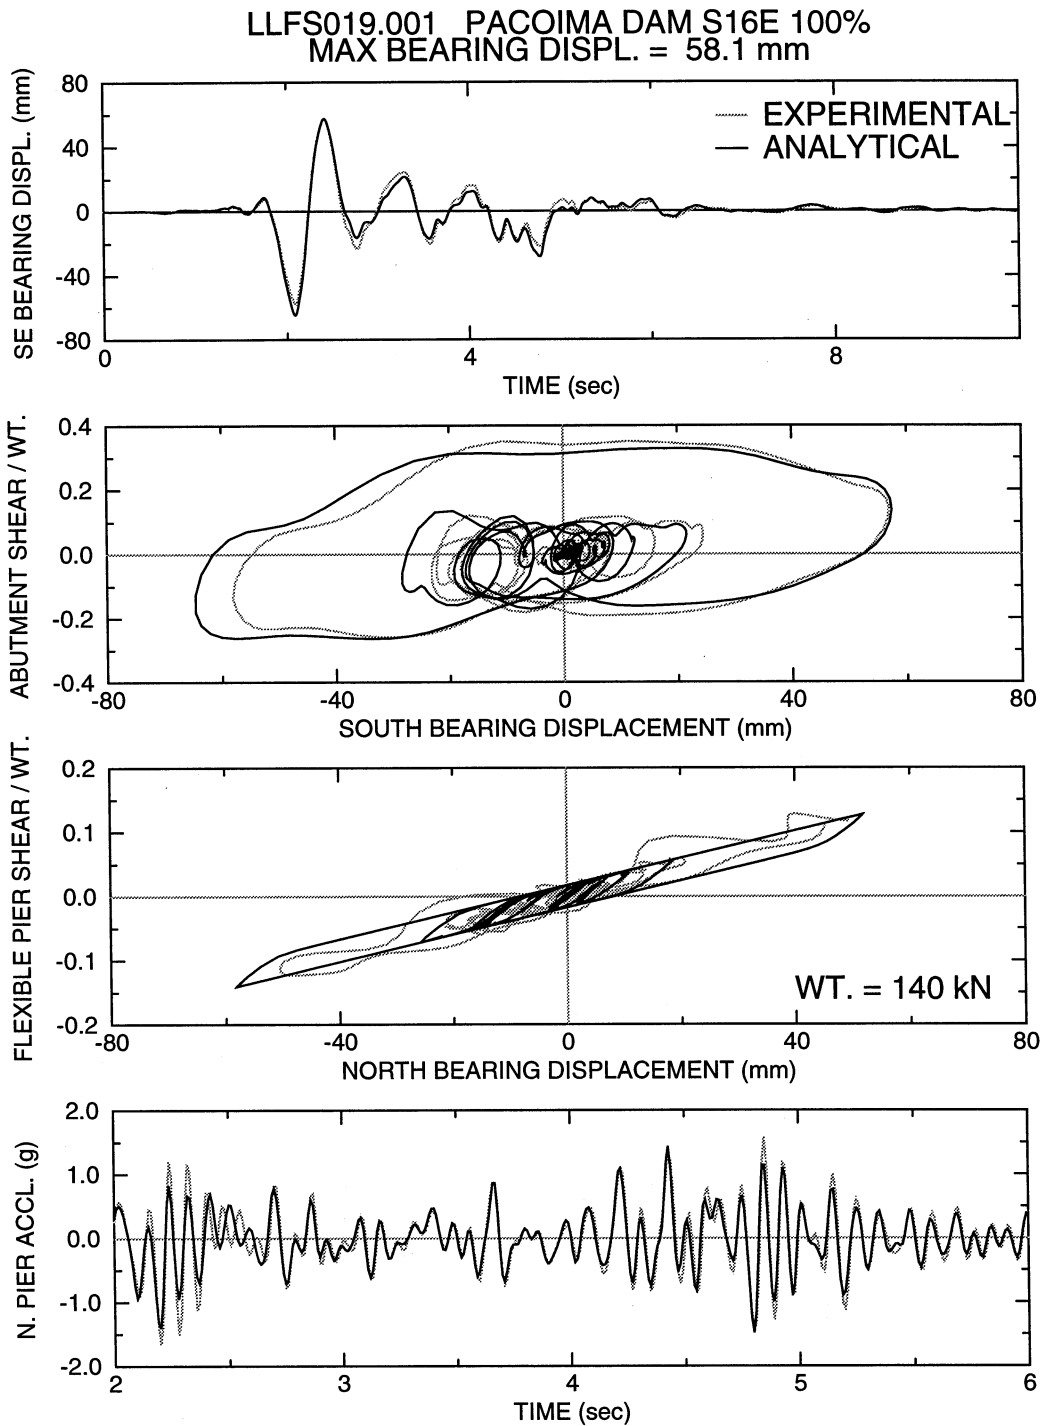 LLFS019.001 PACOIMA DAM S16E 100%
MAX BEARING DISPL. = 58.1 mm
SE BEARING DISPL. (mm)
80
40
0
-40
-80
EXPERIMENTAL
ANALYTICAL
0 4 8
TIME (sec)
ABUTMENT SHEAR / WT.
0.4
0.2
0.0
-0.2
-0.4
-80 -40 0 40 80
SOUTH BEARING DISPLACEMENT (mm)
FLEXIBLE PIER SHEAR / WT.
0.2
0.1
0.0
-0.1
-0.2
WT. = 140 kN
-80 -40 0 40 80
NORTH BEARING DISPLACEMENT (mm)
N. PIER ACCL. (g)
2.0
1.0
0.0
-1.0
-2.0
2 3 4 5 6
TIME (sec)